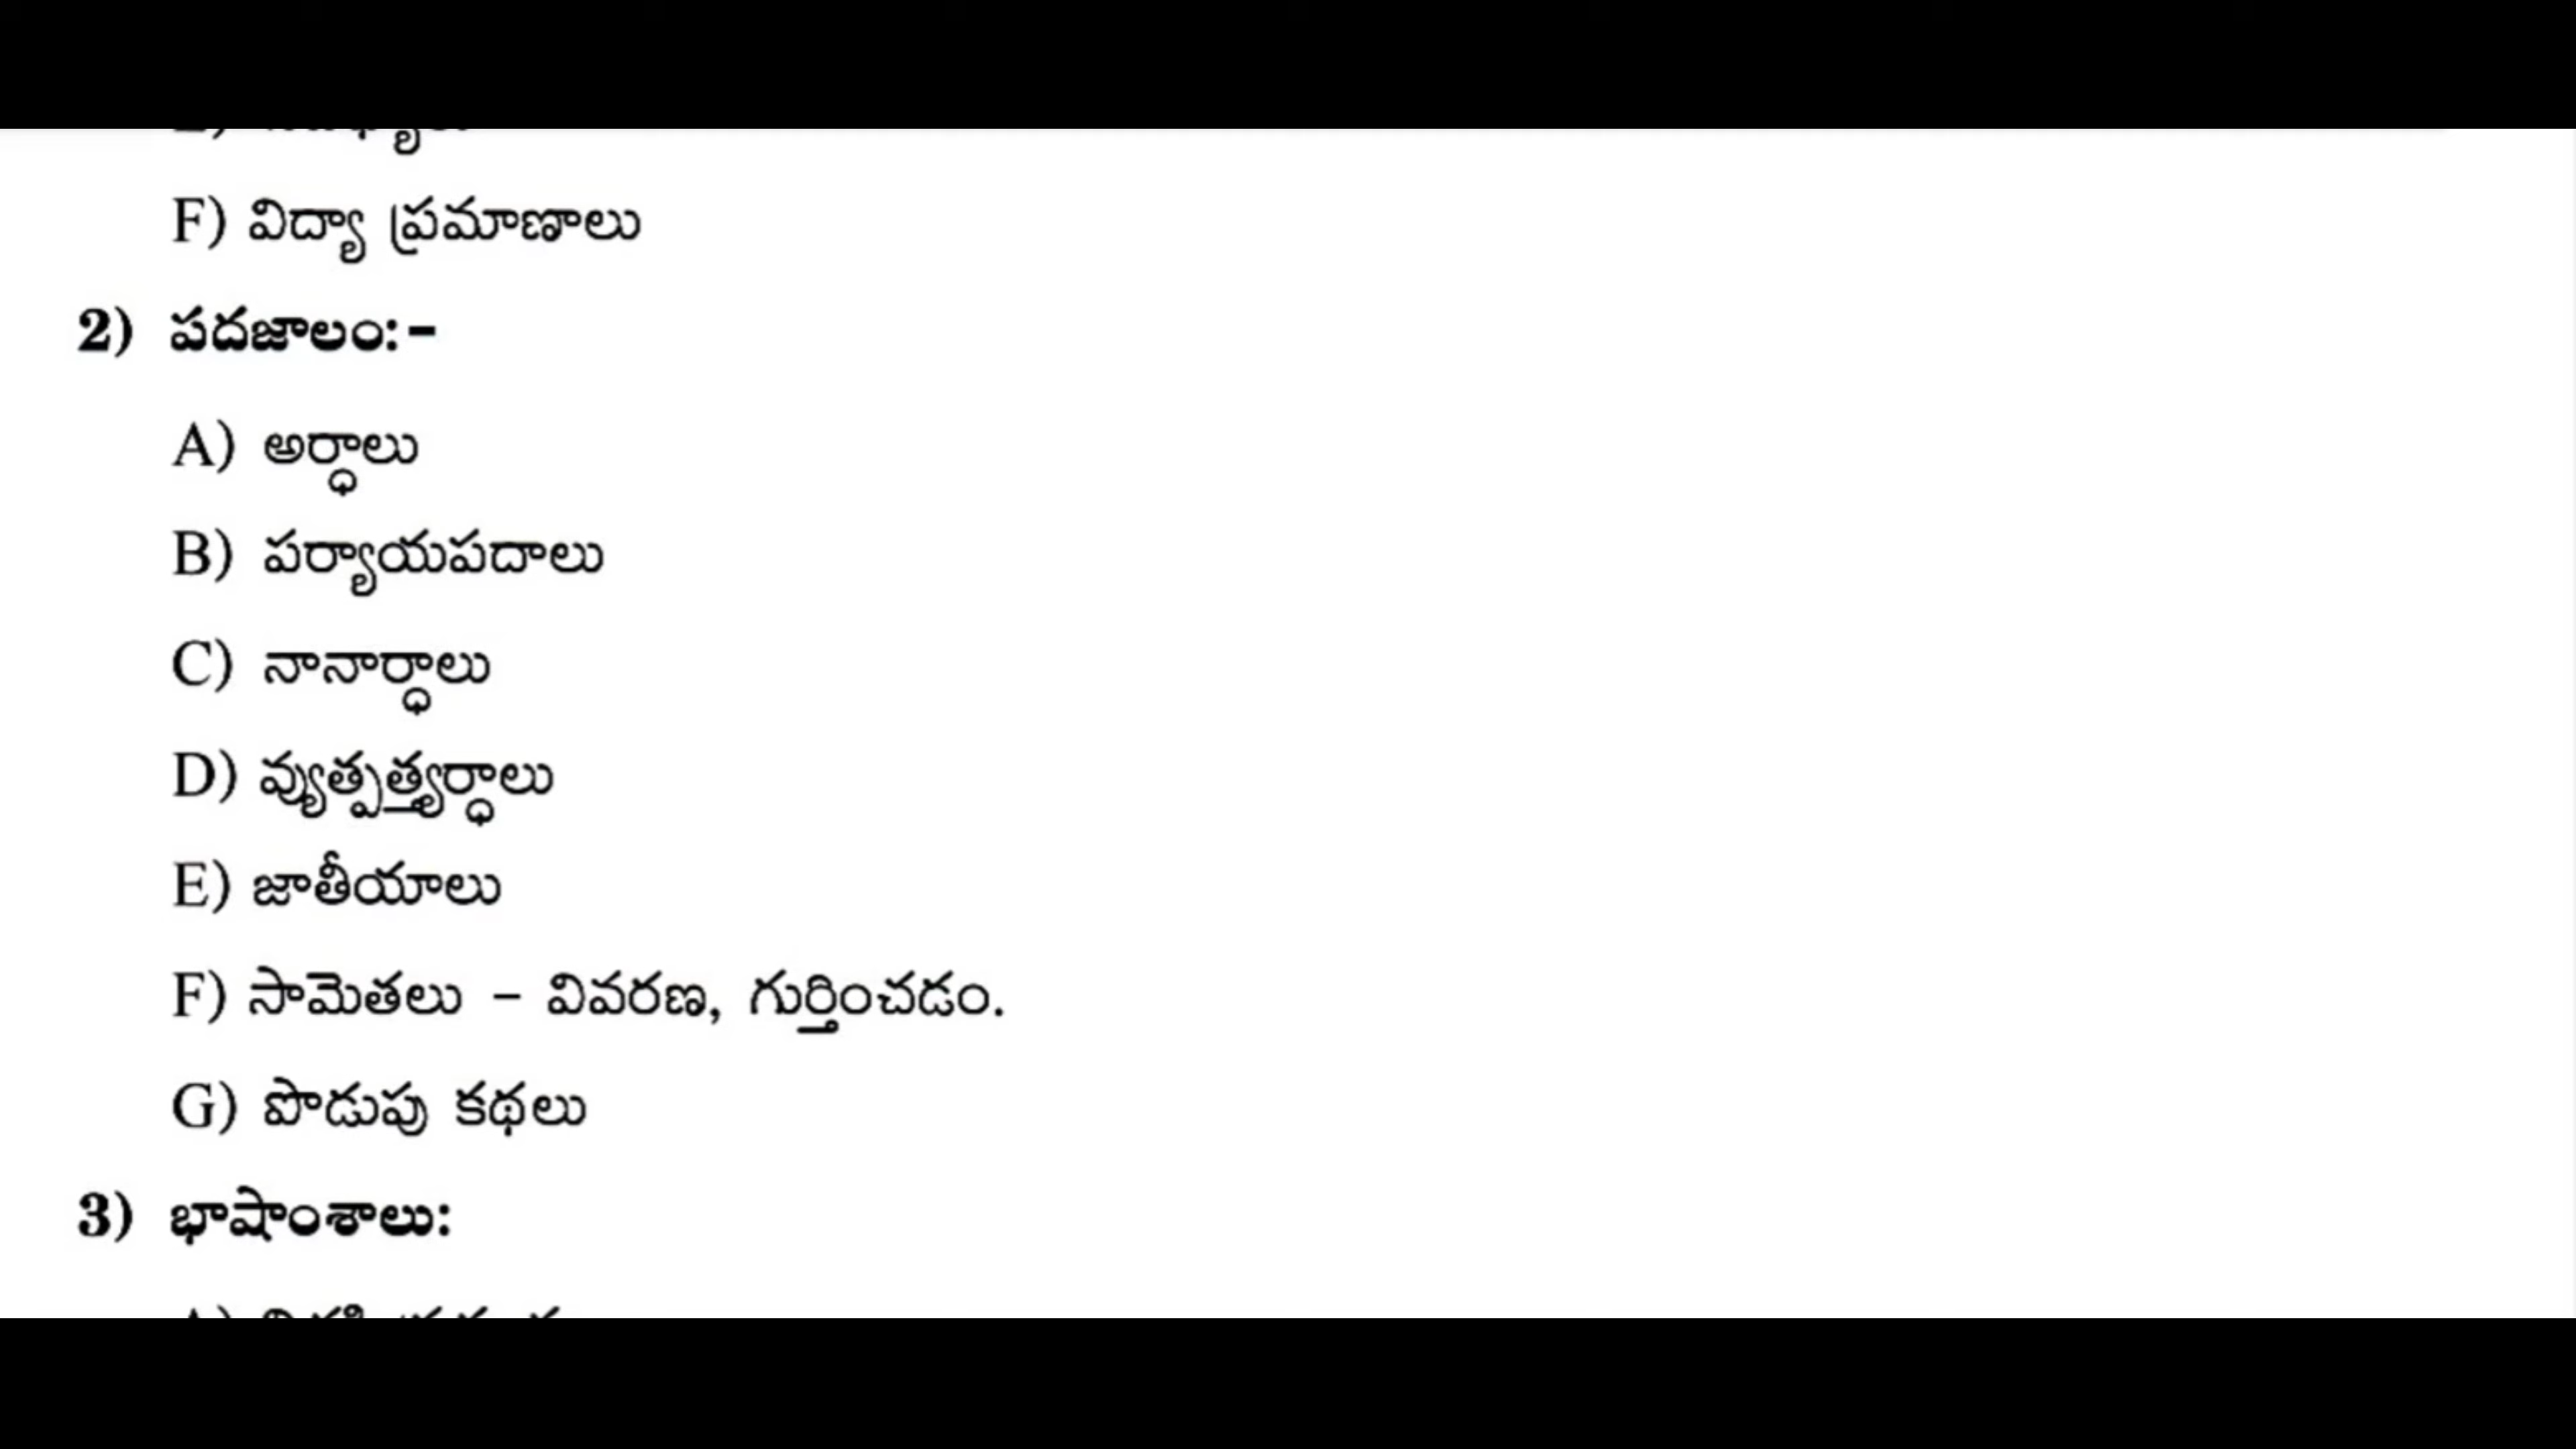 F) విద్యా ప్రమాణాలు
2) పదజాలం:-
A) అర్ధాలు
B) పర్యాయపదాలు
C) నానార్ధాలు
D) వ్యుత్పత్త్యర్ధాలు
E) జాతీయాలు
F) సామెతలు - వివరణ, గుర్తించడం.
G) పొడుపు కథలు
3) భాషాంశాలు: